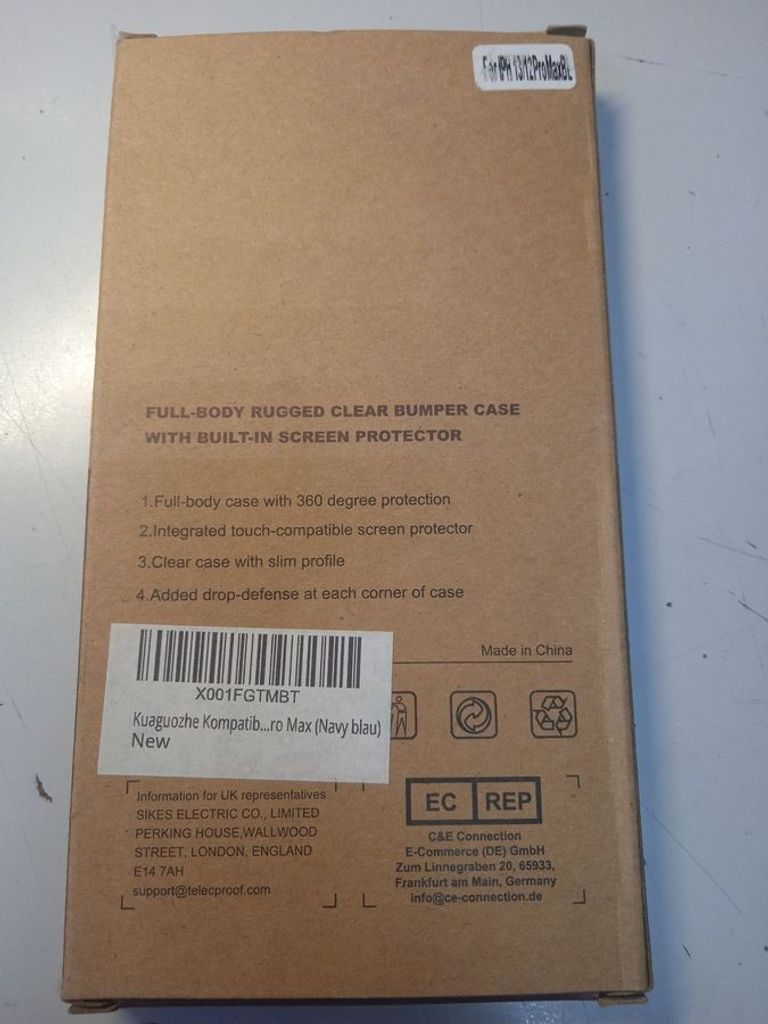 For IPH 13/12ProMaxBL
FULL-BODY RUGGED CLEAR BUMPER CASE
WITH BUILT-IN SCREEN PROTECTOR
1.Full-body case with 360 degree protection
2.Integrated touch-compatible screen protector
3.Clear case with slim profile
4.Added drop-defense at each corner of case
Made in China
X001FGTMBT
Kuaguozhe Kompatib...ro Max (Navy blau)
New
Information for UK representatives
SIKES ELECTRIC CO., LIMITED
PERKING HOUSE,WALLWOOD
STREET, LONDON, ENGLAND
E14 7AH
support@telecproof.com
EC REP
C&E Connection
E-Commerce (DE) GmbH
Zum Linnegraben 20, 65933,
Frankfurt am Main, Germany
info@ce-connection.de